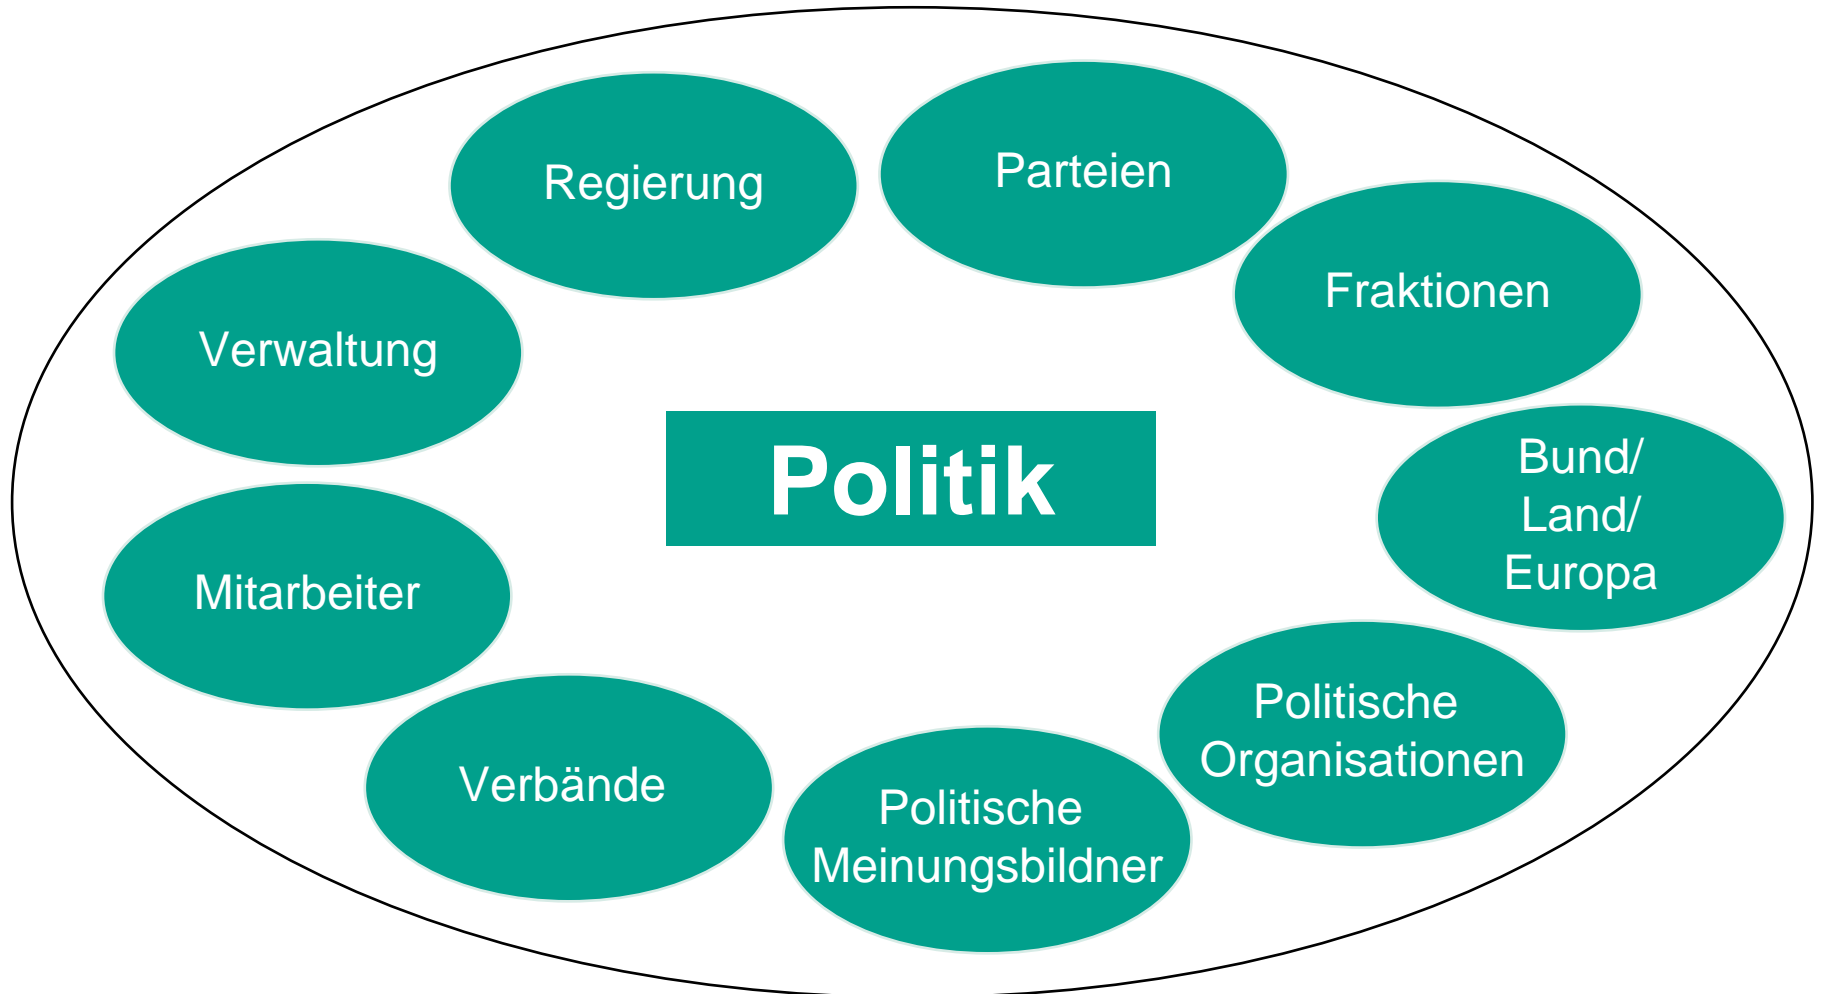 Regierung
Parteien
Fraktionen
Verwaltung
Politik
Bund/
Land/
Europa
Mitarbeiter
Politische
Organisationen
Verbände
Politische
Meinungsbildner